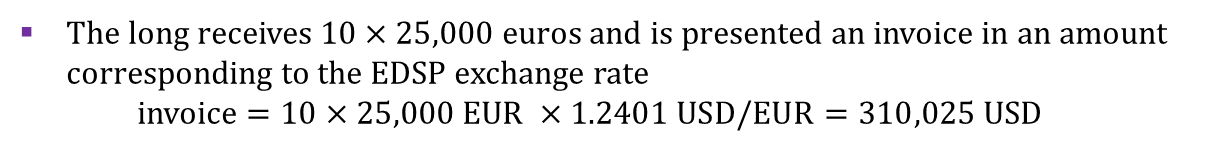 ▪ The long receives 10 × 25,000 euros and is presented an invoice in an amount
corresponding to the EDSP exchange rate
invoice = 10 × 25,000 EUR × 1.2401 USD/EUR = 310,025 USD